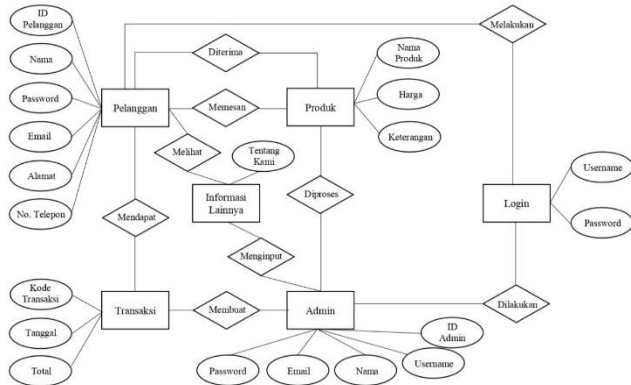 ID
Pelanggan
Nama
Password
Email
Alamat
No. Telepon
Pelanggan
Diterima
Memesan
Produk
Nama
Produk
Harga
Keterangan
Melakukan
Melihat
Tentang
Kami
Informasi
Lainnya
Diproses
Mendapat
Menginput
Login
Username
Password
Kode
Transaksi
Tanggal
Total
Transaksi
Membuat
Admin
Dilakukan
ID
Admin
Username
Nama
Email
Password